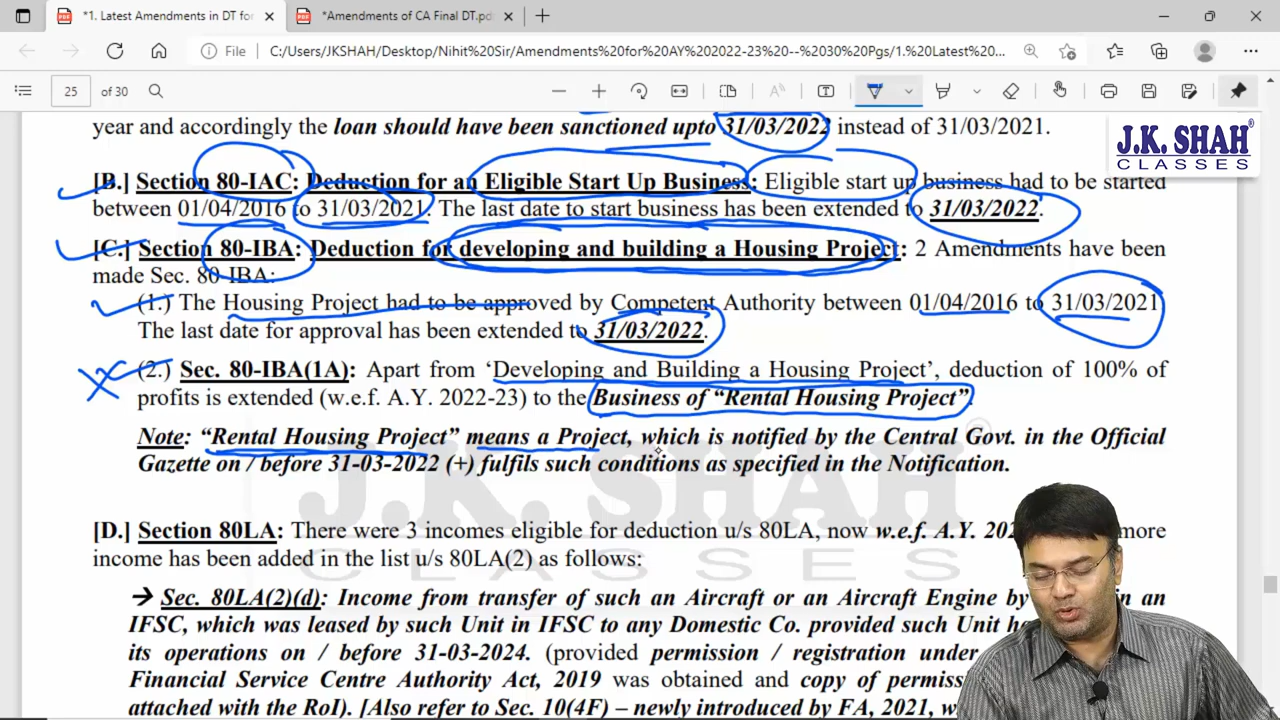 *1. Latest Amendments in DT for
*Amendments of CA Final DT.pd
File
C:/Users/JKSHAH/Desktop/Nihit%20Sir/Amendments%20for%20AY%202022-23%20--%2030%20Pgs/1.%20Latest%20...
25 of 30
J.K. SHAH®
CLASSES
year and accordingly the loan should have been sanctioned upto 31/03/2022 instead of 31/03/2021.
[B.] Section 80-IAC: Deduction for an Eligible Start Up Business: Eligible start up business had to be started
between 01/04/2016 to 31/03/2021. The last date to start business has been extended to 31/03/2022.
[C.] Section 80-IBA: Deduction for developing and building a Housing Project: 2 Amendments have been
made Sec. 80-IBA:
(1.) The Housing Project had to be approved by Competent Authority between 01/04/2016 to 31/03/2021
The last date for approval has been extended to 31/03/2022.
(2.) Sec. 80-IBA(1A): Apart from ‘Developing and Building a Housing Project’, deduction of 100% of
profits is extended (w.e.f. A.Y. 2022-23) to the Business of “Rental Housing Project”.
Note: “Rental Housing Project” means a Project, which is notified by the Central Govt. in the Official
Gazette on / before 31-03-2022 (+) fulfils such conditions as specified in the Notification.
J.K. SHAH
CLASSES
[D.] Section 80LA: There were 3 incomes eligible for deduction u/s 80LA, now w.e.f. A.Y. more
income has been added in the list u/s 80LA(2) as follows:
→ Sec. 80LA(2)(d): Income from transfer of such an Aircraft or an Aircraft Engine by in an
IFSC, which was leased by such Unit in IFSC to any Domestic Co. provided such Unit
its operations on / before 31-03-2024. (provided permission / registration under
Financial Service Centre Authority Act, 2019 was obtained and copy of
attached with the RoI). [Also refer to Sec. 10(4F) – newly introduced by FA, 2021,